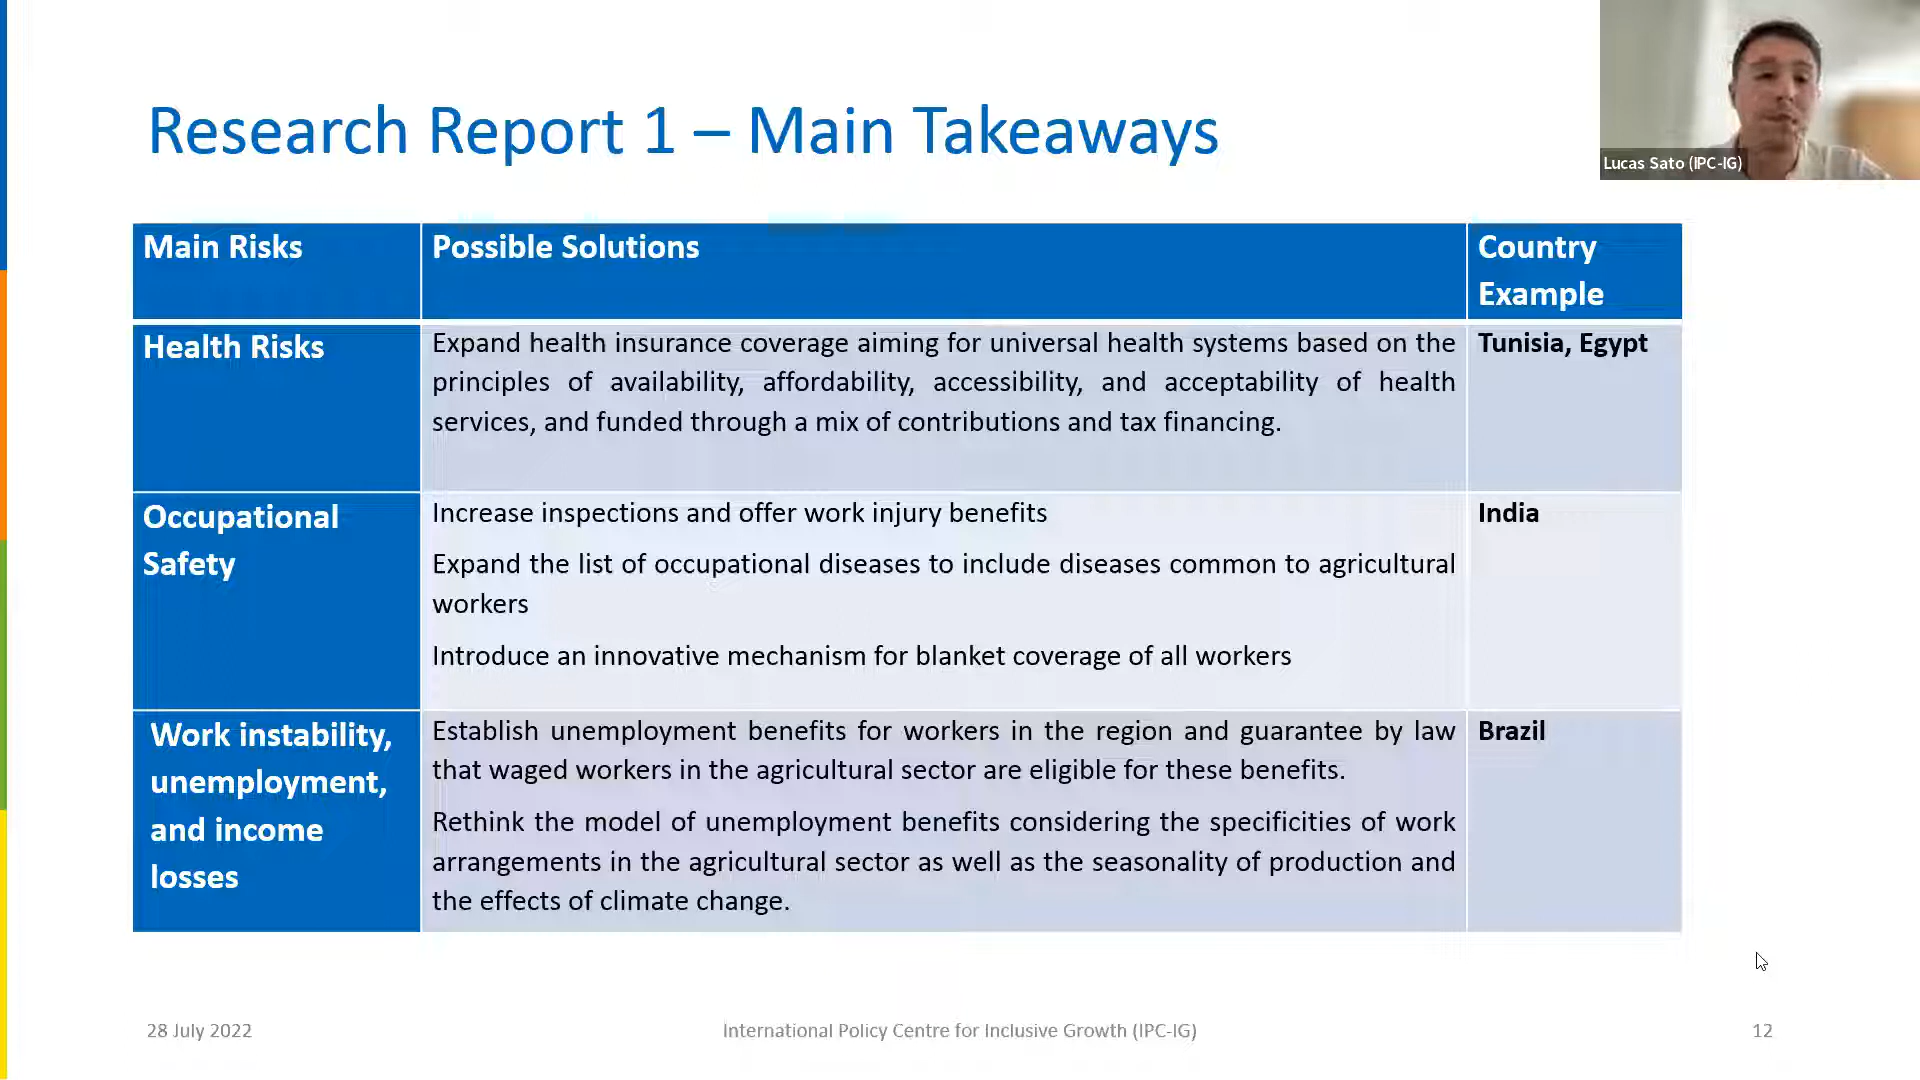 Research Report 1 – Main Takeaways
Lucas Sato (IPC-IG)
Main Risks
Possible Solutions
Country
Example
Health Risks
Expand health insurance coverage aiming for universal health systems based on the
principles of availability, affordability, accessibility, and acceptability of health
services, and funded through a mix of contributions and tax financing.
Tunisia, Egypt
Occupational
Safety
Increase inspections and offer work injury benefits
Expand the list of occupational diseases to include diseases common to agricultural
workers
Introduce an innovative mechanism for blanket coverage of all workers
India
Work instability,
unemployment,
and income
losses
Establish unemployment benefits for workers in the region and guarantee by law
that waged workers in the agricultural sector are eligible for these benefits.
Rethink the model of unemployment benefits considering the specificities of work
arrangements in the agricultural sector as well as the seasonality of production and
the effects of climate change.
Brazil
28 July 2022
International Policy Centre for Inclusive Growth (IPC-IG)
12